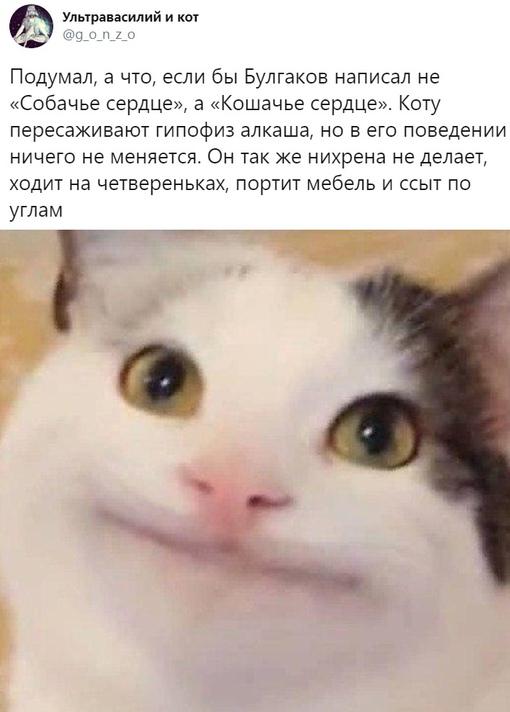 Ультравасилий и кот
@g_o_n_z_o
Подумал, а что, если бы Булгаков написал не
«Собачье сердце», а «Кошачье сердце». Коту
пересаживают гипофиз алкаша, но в его поведении
ничего не меняется. Он так же нихрена не делает,
ходит на четвереньках, портит мебель и ссыт по
углам